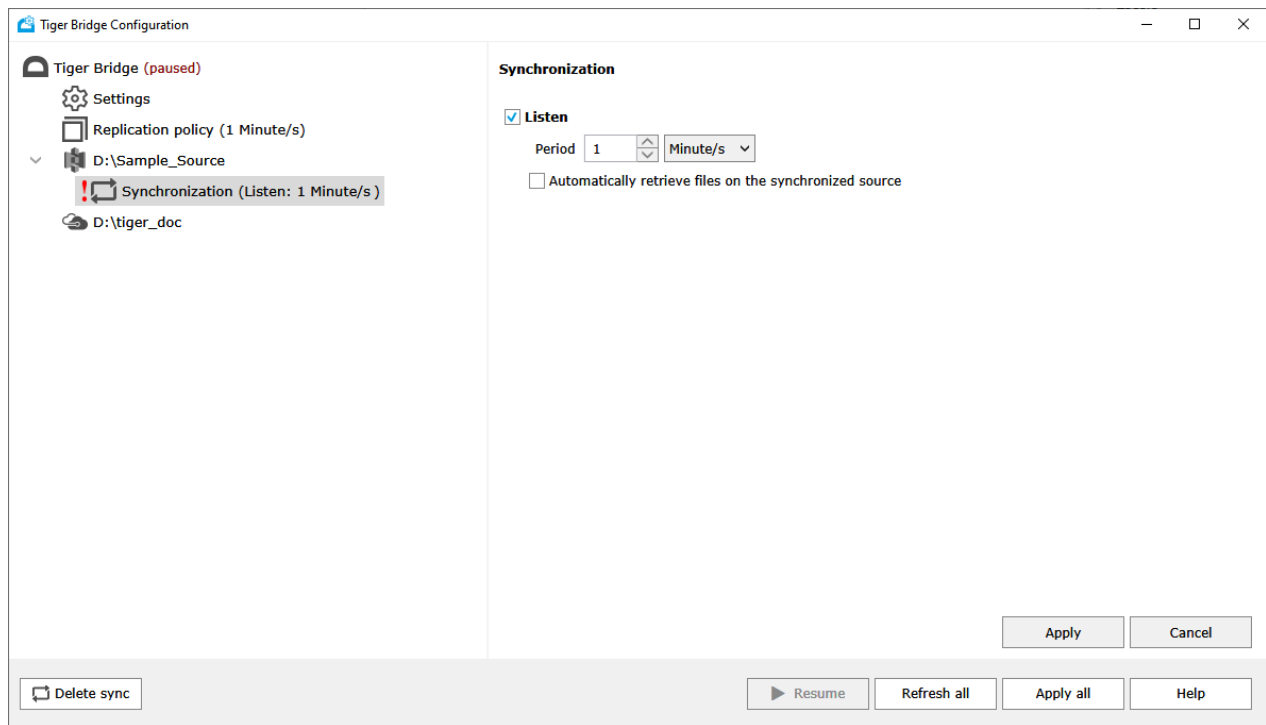 Tiger Bridge Configuration
Tiger Bridge (paused)
Settings
Replication policy (1 Minute/s)
D:\Sample_Source
Synchronization (Listen: 1 Minute/s )
D:\tiger_doc
Synchronization
Listen
Period 1 Minute/s
Automatically retrieve files on the synchronized source
Apply Cancel
Delete sync Resume Refresh all Apply all Help